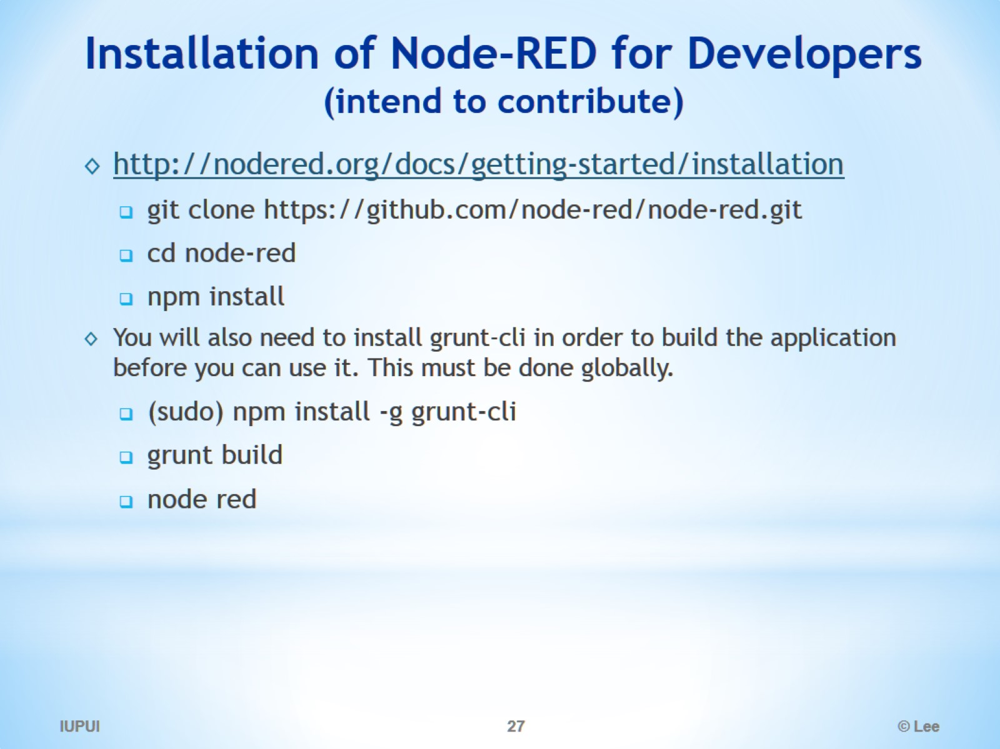 Installation of Node-RED for Developers
(intend to contribute)
http://nodered.org/docs/getting-started/installation
git clone https://github.com/node-red/node-red.git
cd node-red
npm install
You will also need to install grunt-cli in order to build the application
before you can use it. This must be done globally.
(sudo) npm install -g grunt-cli
grunt build
node red
IUPUI
27
© Lee